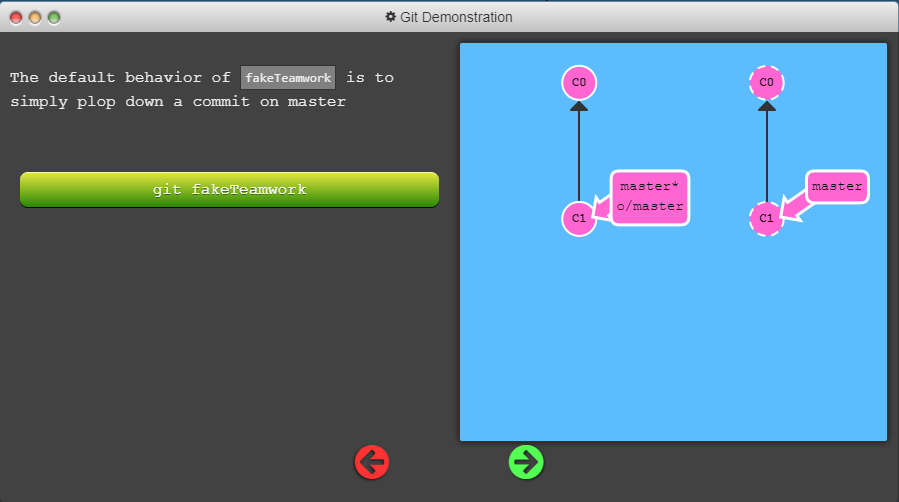 Git Demonstration
The default behavior of fakeTeamwork is to
simply plop down a commit on master
git fakeTeamwork
C0
C0
master*
o/master
master
C1
C1